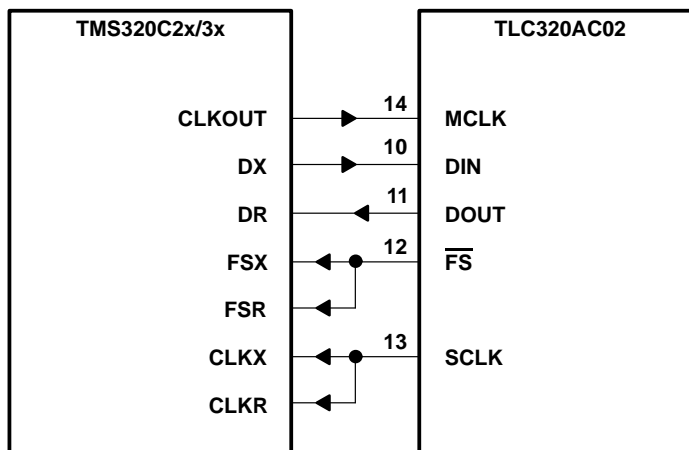 TMS320C2x/3x TLC320AC02
CLKOUT 14 MCLK
DX 10 DIN
DR 11 DOUT
FSX 12 F̅S̅
FSR
CLKX 13 SCLK
CLKR